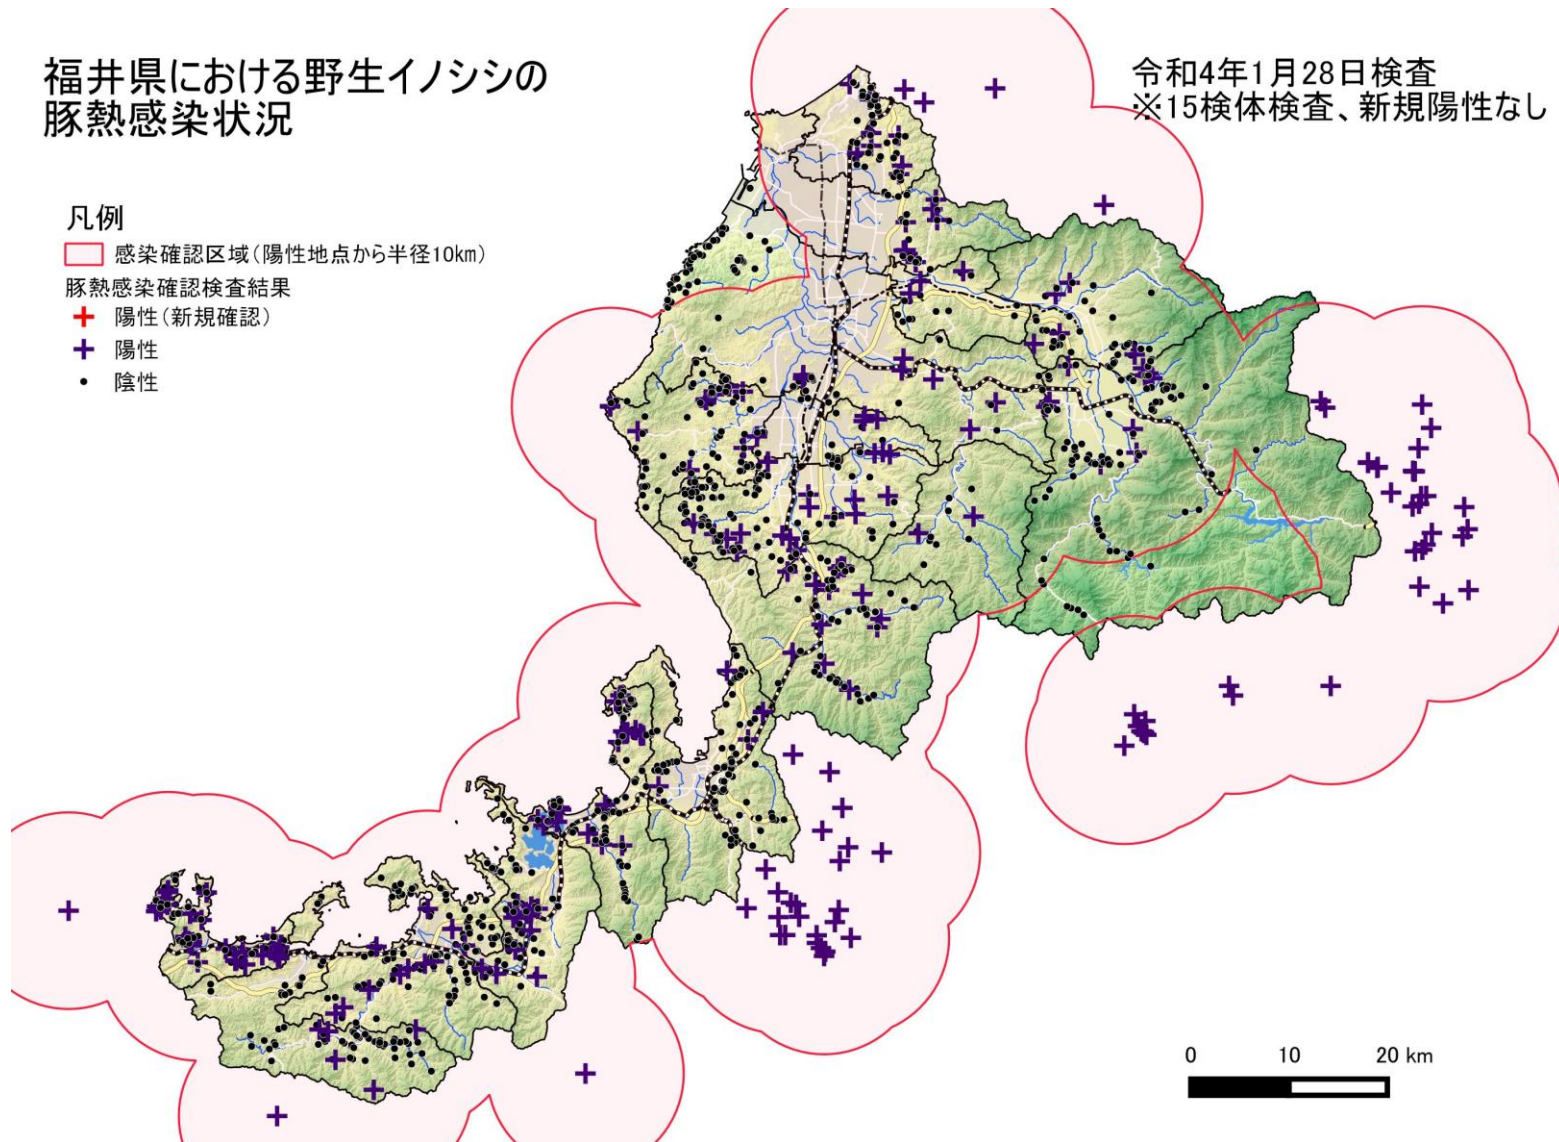 福井県における野生イノシシの
豚熱感染状況
令和4年1月28日検査
※15検体検査、新規陽性なし
凡例
感染確認区域(陽性地点から半径10km)
豚熱感染確認検査結果
陽性(新規確認)
陽性
陰性
0 10 20 km